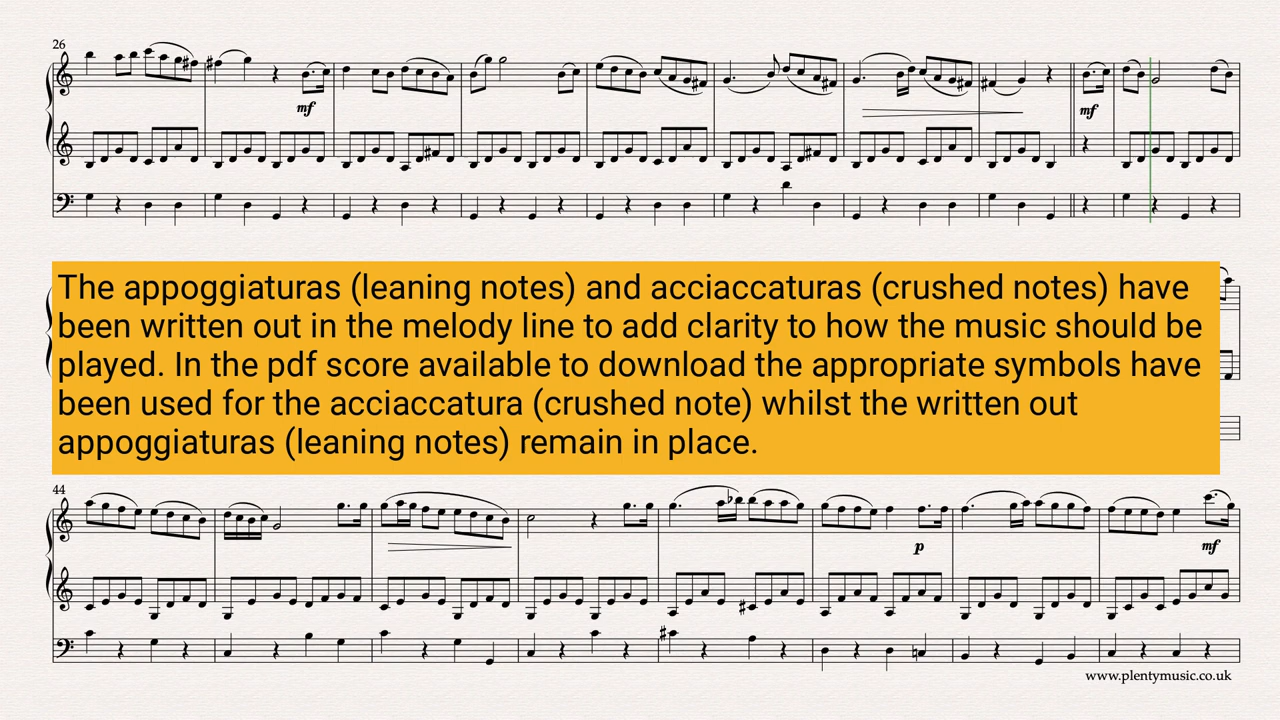 26
mf
mf
The appoggiaturas (leaning notes) and acciaccaturas (crushed notes) have
been written out in the melody line to add clarity to how the music should be
played. In the pdf score available to download the appropriate symbols have
been used for the acciaccatura (crushed note) whilst the written out
appoggiaturas (leaning notes) remain in place.
44
p
mf
www.plentymusic.co.uk